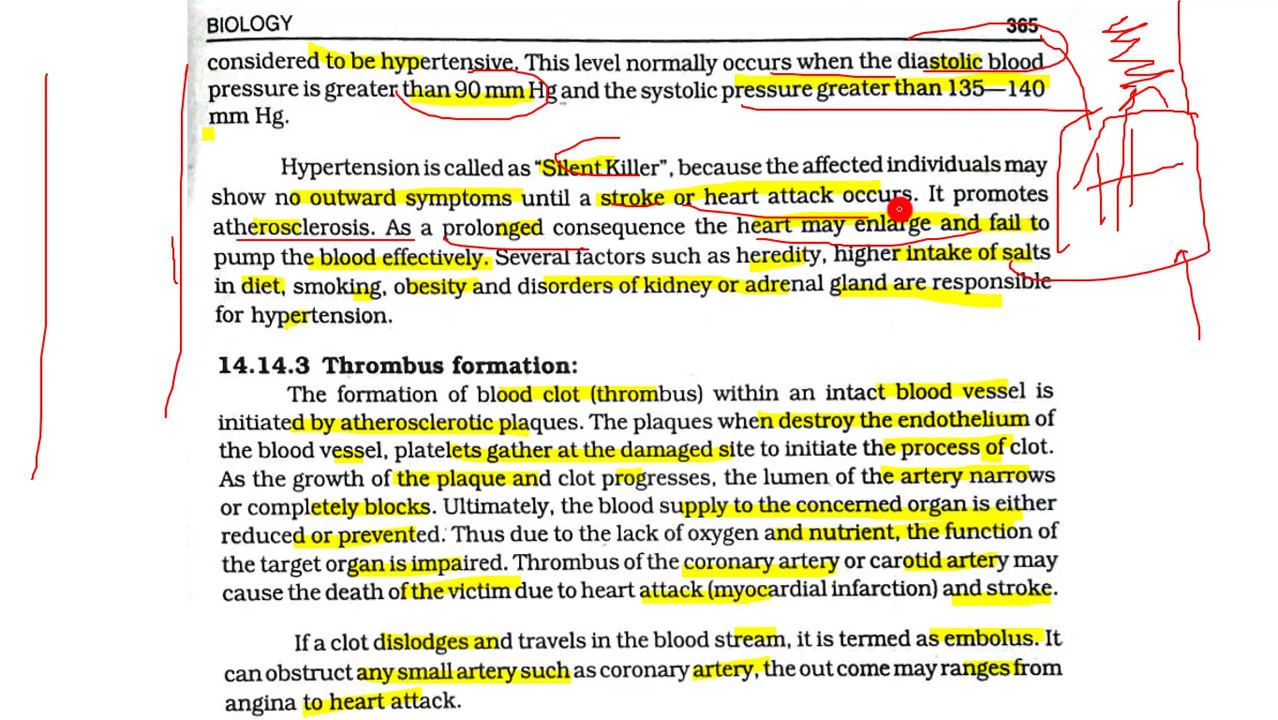 BIOLOGY 365
considered to be hypertensive. This level normally occurs when the diastolic blood
pressure is greater than 90 mm Hg and the systolic pressure greater than 135—140
mm Hg.
Hypertension is called as “Silent Killer”, because the affected individuals may
show no outward symptoms until a stroke or heart attack occurs. It promotes
atherosclerosis. As a prolonged consequence the heart may enlarge and fail to
pump the blood effectively. Several factors such as heredity, higher intake of salts
in diet, smoking, obesity and disorders of kidney or adrenal gland are responsible
for hypertension.
14.14.3 Thrombus formation:
The formation of blood clot (thrombus) within an intact blood vessel is
initiated by atherosclerotic plaques. The plaques when destroy the endothelium of
the blood vessel, platelets gather at the damaged site to initiate the process of clot.
As the growth of the plaque and clot progresses, the lumen of the artery narrows
or completely blocks. Ultimately, the blood supply to the concerned organ is either
reduced or prevented. Thus due to the lack of oxygen and nutrient, the function of
the target organ is impaired. Thrombus of the coronary artery or carotid artery may
cause the death of the victim due to heart attack (myocardial infarction) and stroke.
If a clot dislodges and travels in the blood stream, it is termed as embolus. It
can obstruct any small artery such as coronary artery, the out come may ranges from
angina to heart attack.